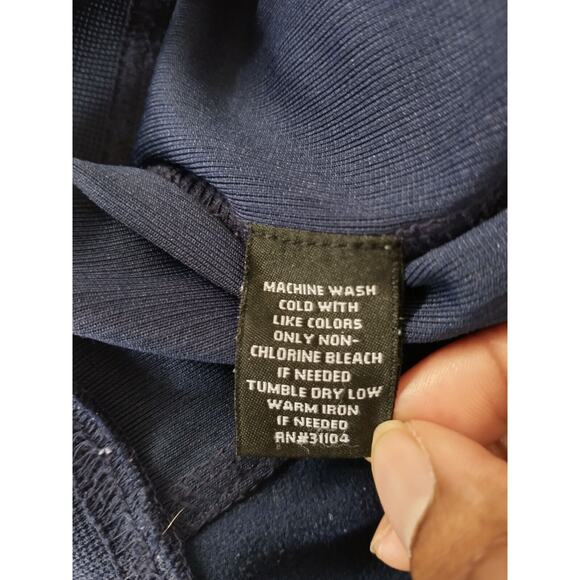 MACHINE WASH
COLD WITH
LIKE COLORS
ONLY NON-
CHLORINE BLEACH
IF NEEDED
TUMBLE DRY LOW
WARM IRON
IF NEEDED
RN#31104